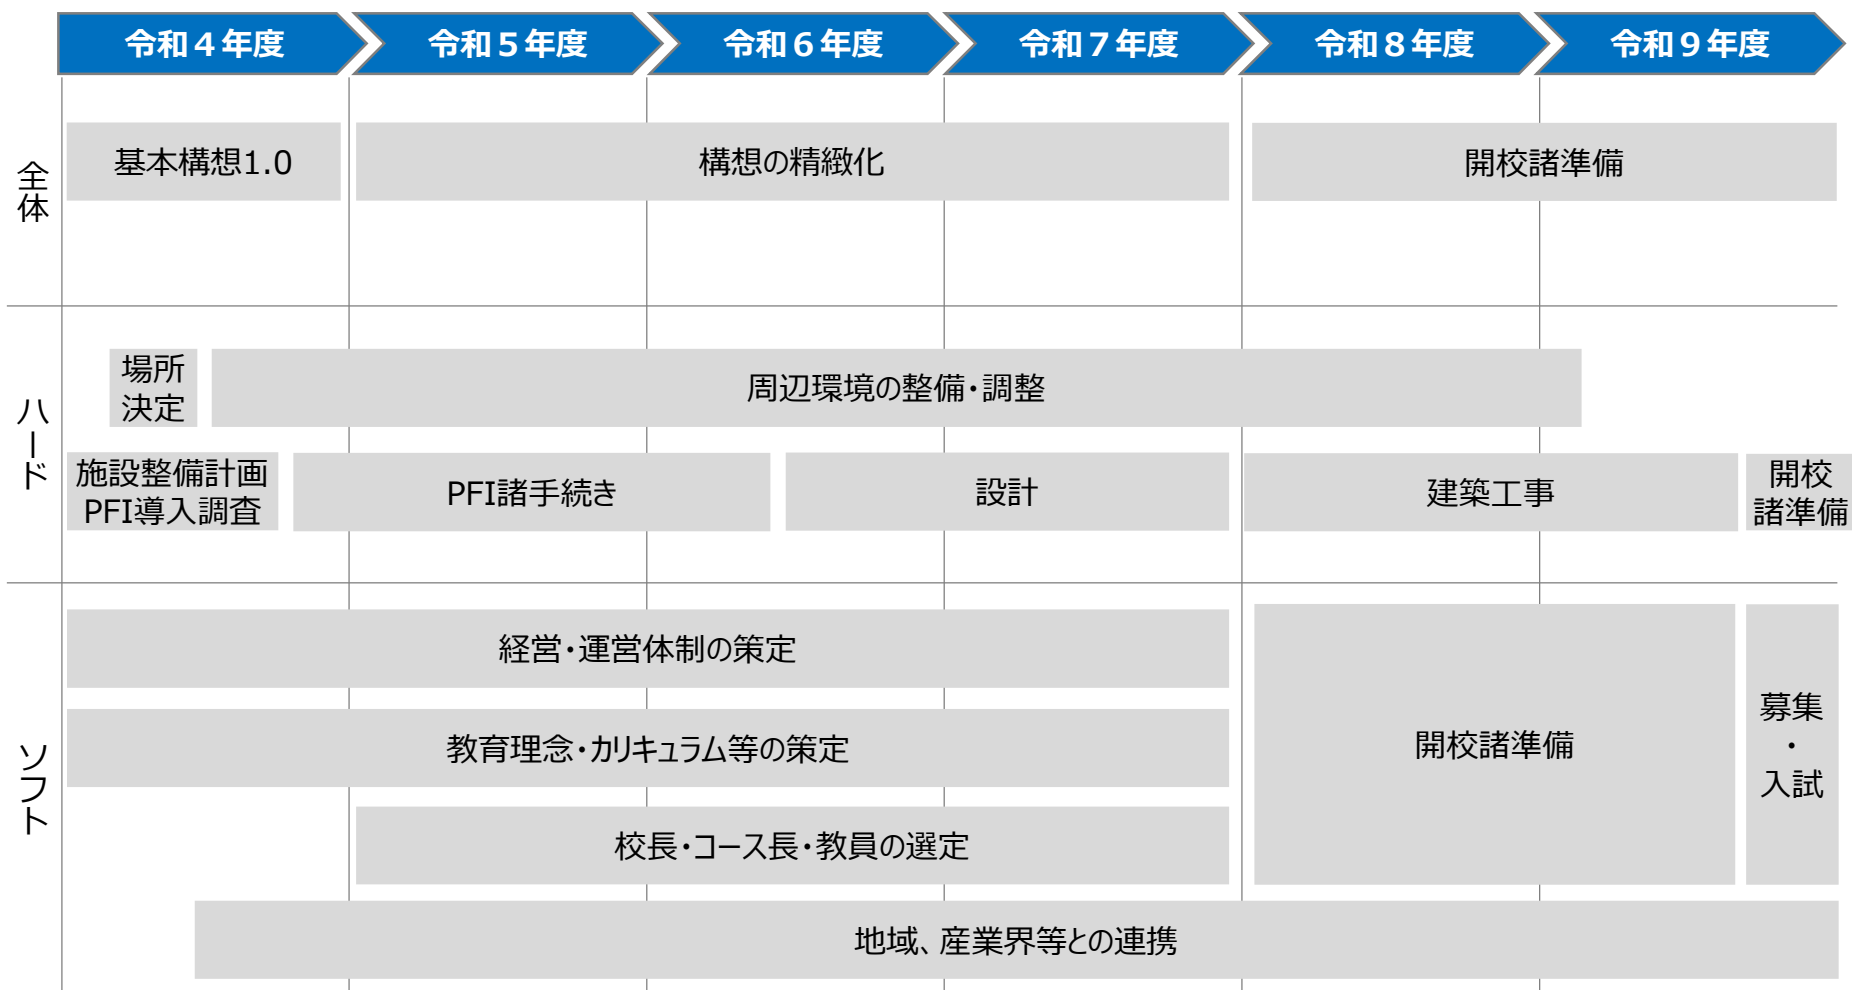 令和４年度
令和５年度
令和６年度
令和７年度
令和８年度
令和９年度
全体
基本構想1.0
構想の精緻化
開校諸準備
ハード
場所
決定
周辺環境の整備・調整
施設整備計画
PFI導入調査
PFI諸手続き
設計
建築工事
開校
諸準備
ソフト
経営・運営体制の策定
教育理念・カリキュラム等の策定
校長・コース長・教員の選定
開校諸準備
募集
・
入試
地域、産業界等との連携